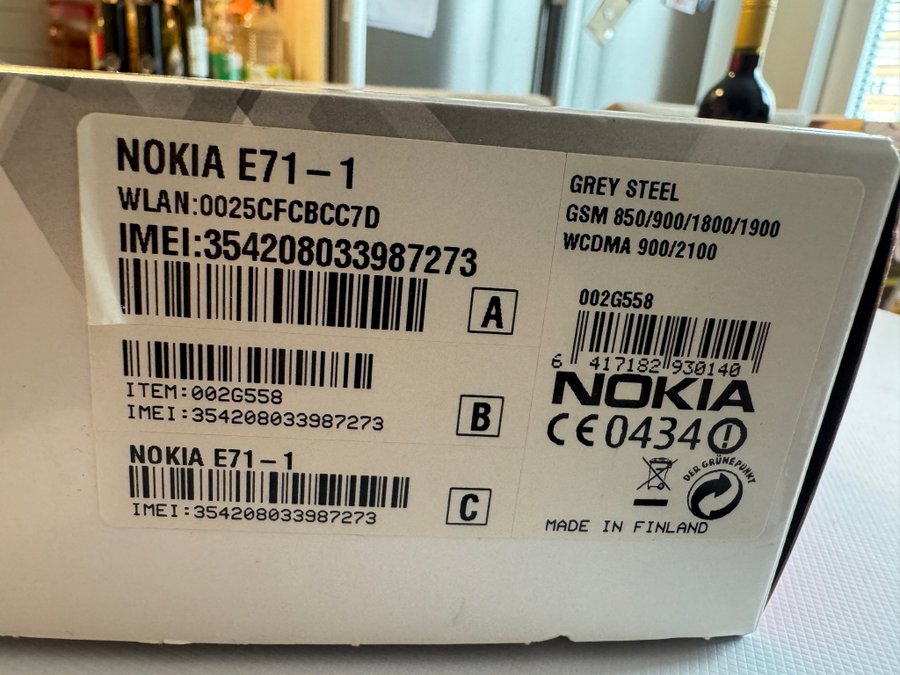 NOKIA E71-1
WLAN:0025CFCBCC7D
IMEI:354208033987273
A
ITEM:002G558
IMEI:354208033987273
B
NOKIA E71-1
IMEI:354208033987273
C
GREY STEEL
GSM 850/900/1800/1900
WCDMA 900/2100
002G558
6 417182 930140
NOKIA
CE0434
DER GRÜNE PUNKT
MADE IN FINLAND